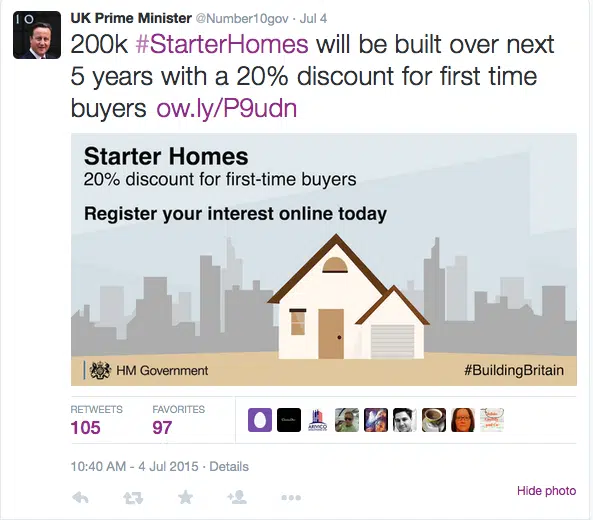 10
UK Prime Minister @Number10gov · Jul 4
200k #StarterHomes will be built over next
5 years with a 20% discount for first time
buyers ow.ly/P9udn
Starter Homes
20% discount for first-time buyers
Register your interest online today
HM Government
#BuildingBritain
RETWEETS
FAVORITES
105
97
ARVICO
10:40 AM - 4 Jul 2015 · Details
Hide photo